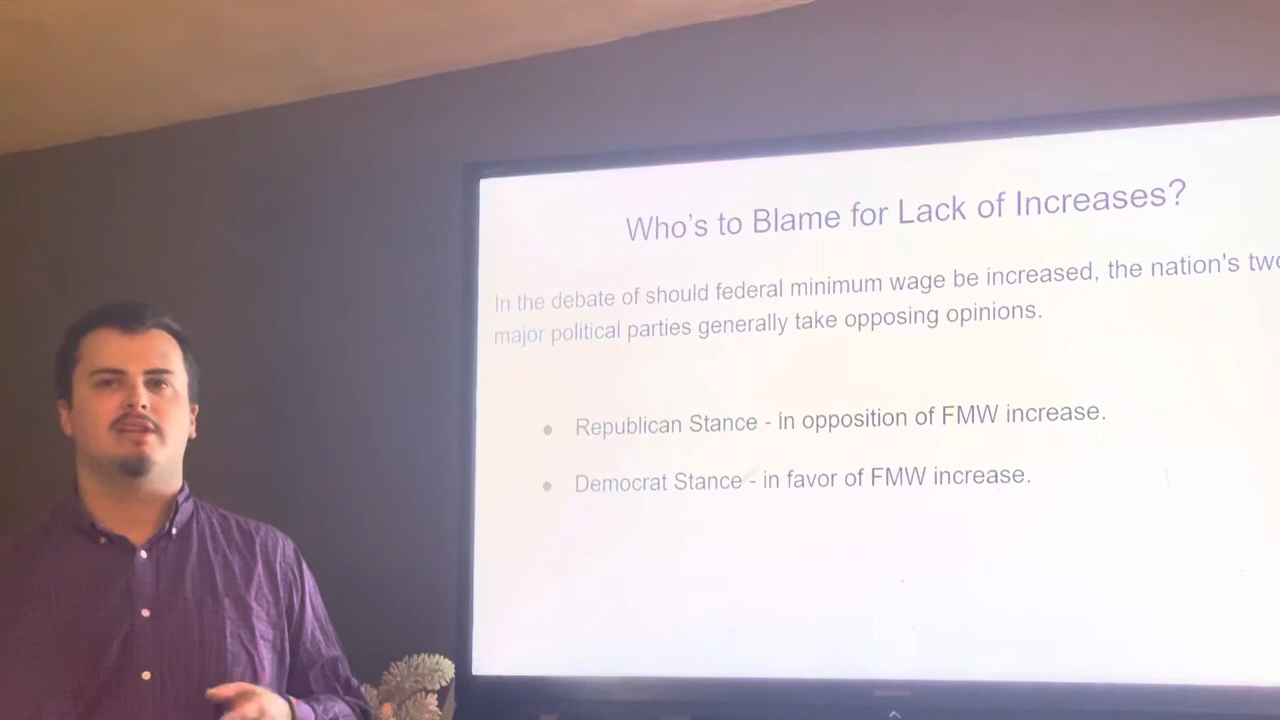 Who's to Blame for Lack of Increases?
In the debate of should federal minimum wage be increased, the nation's two
major political parties generally take opposing opinions.
● Republican Stance - in opposition of FMW increase.
● Democrat Stance - in favor of FMW increase.